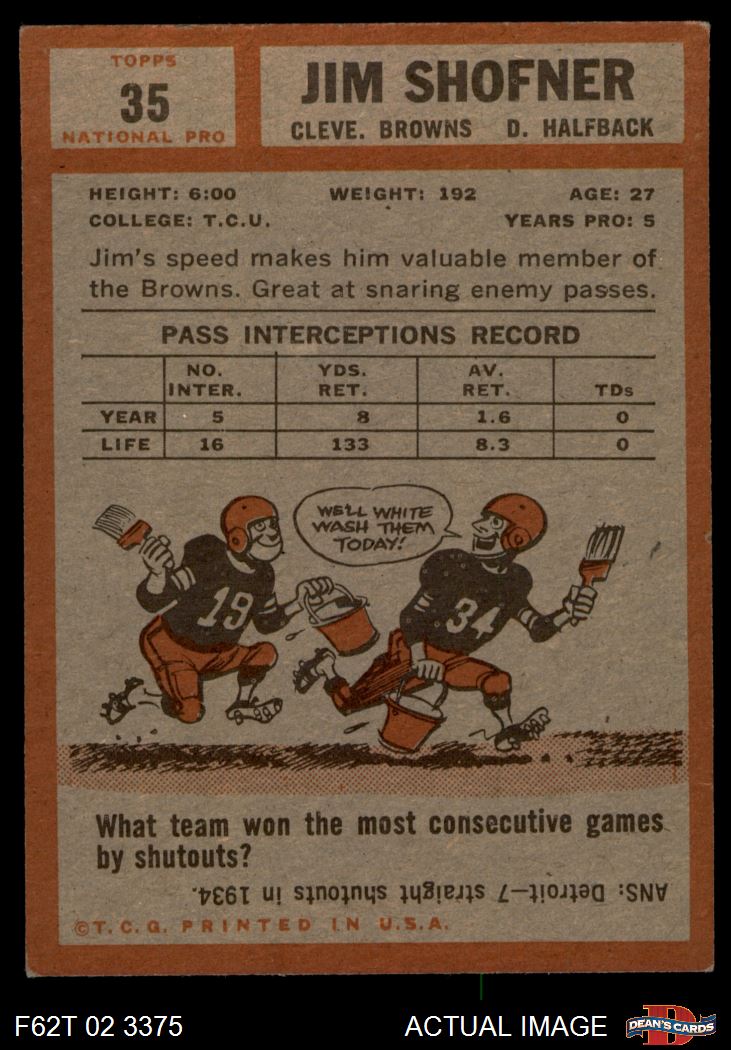 TOPPS
35
NATIONAL PRO
JIM SHOFNER
CLEVE. BROWNS D. HALFBACK
HEIGHT: 6:00 WEIGHT: 192 AGE: 27
COLLEGE: T.C.U. YEARS PRO: 5
Jim's speed makes him valuable member of
the Browns. Great at snaring enemy passes.
PASS INTERCEPTIONS RECORD
NO. INTER. YDS. RET. AV. RET. TDs
YEAR 5 8 1.6 0
LIFE 16 133 8.3 0
WE'LL WHITE
WASH THEM
TODAY!
19
34
What team won the most consecutive games
by shutouts?
ANS: Detroit—7 straight shutouts in 1934.
©T.C.G. PRINTED IN U.S.A.
F62T 02 3375 ACTUAL IMAGE D DEAN'S CARDS